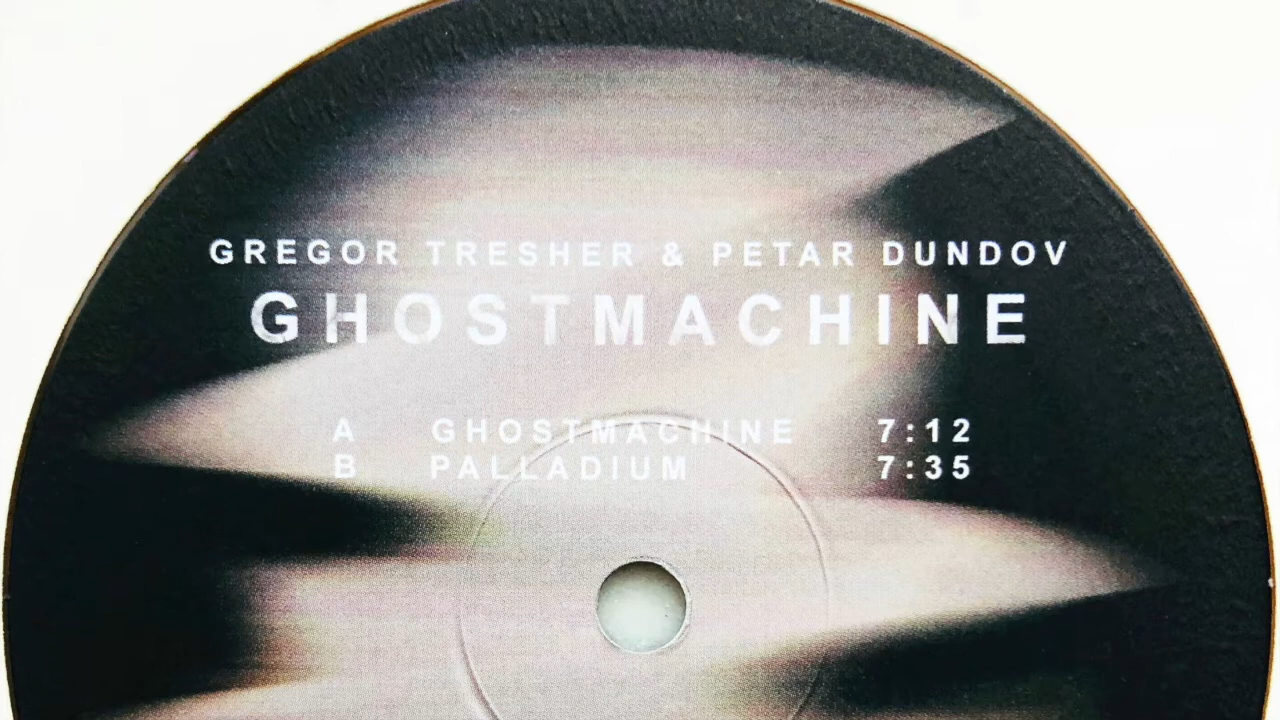 GREGOR TRESHER & PETAR DUNDOV
GHOSTMACHINE
A GHOSTMACHINE 7:12
B PALLADIUM 7:35